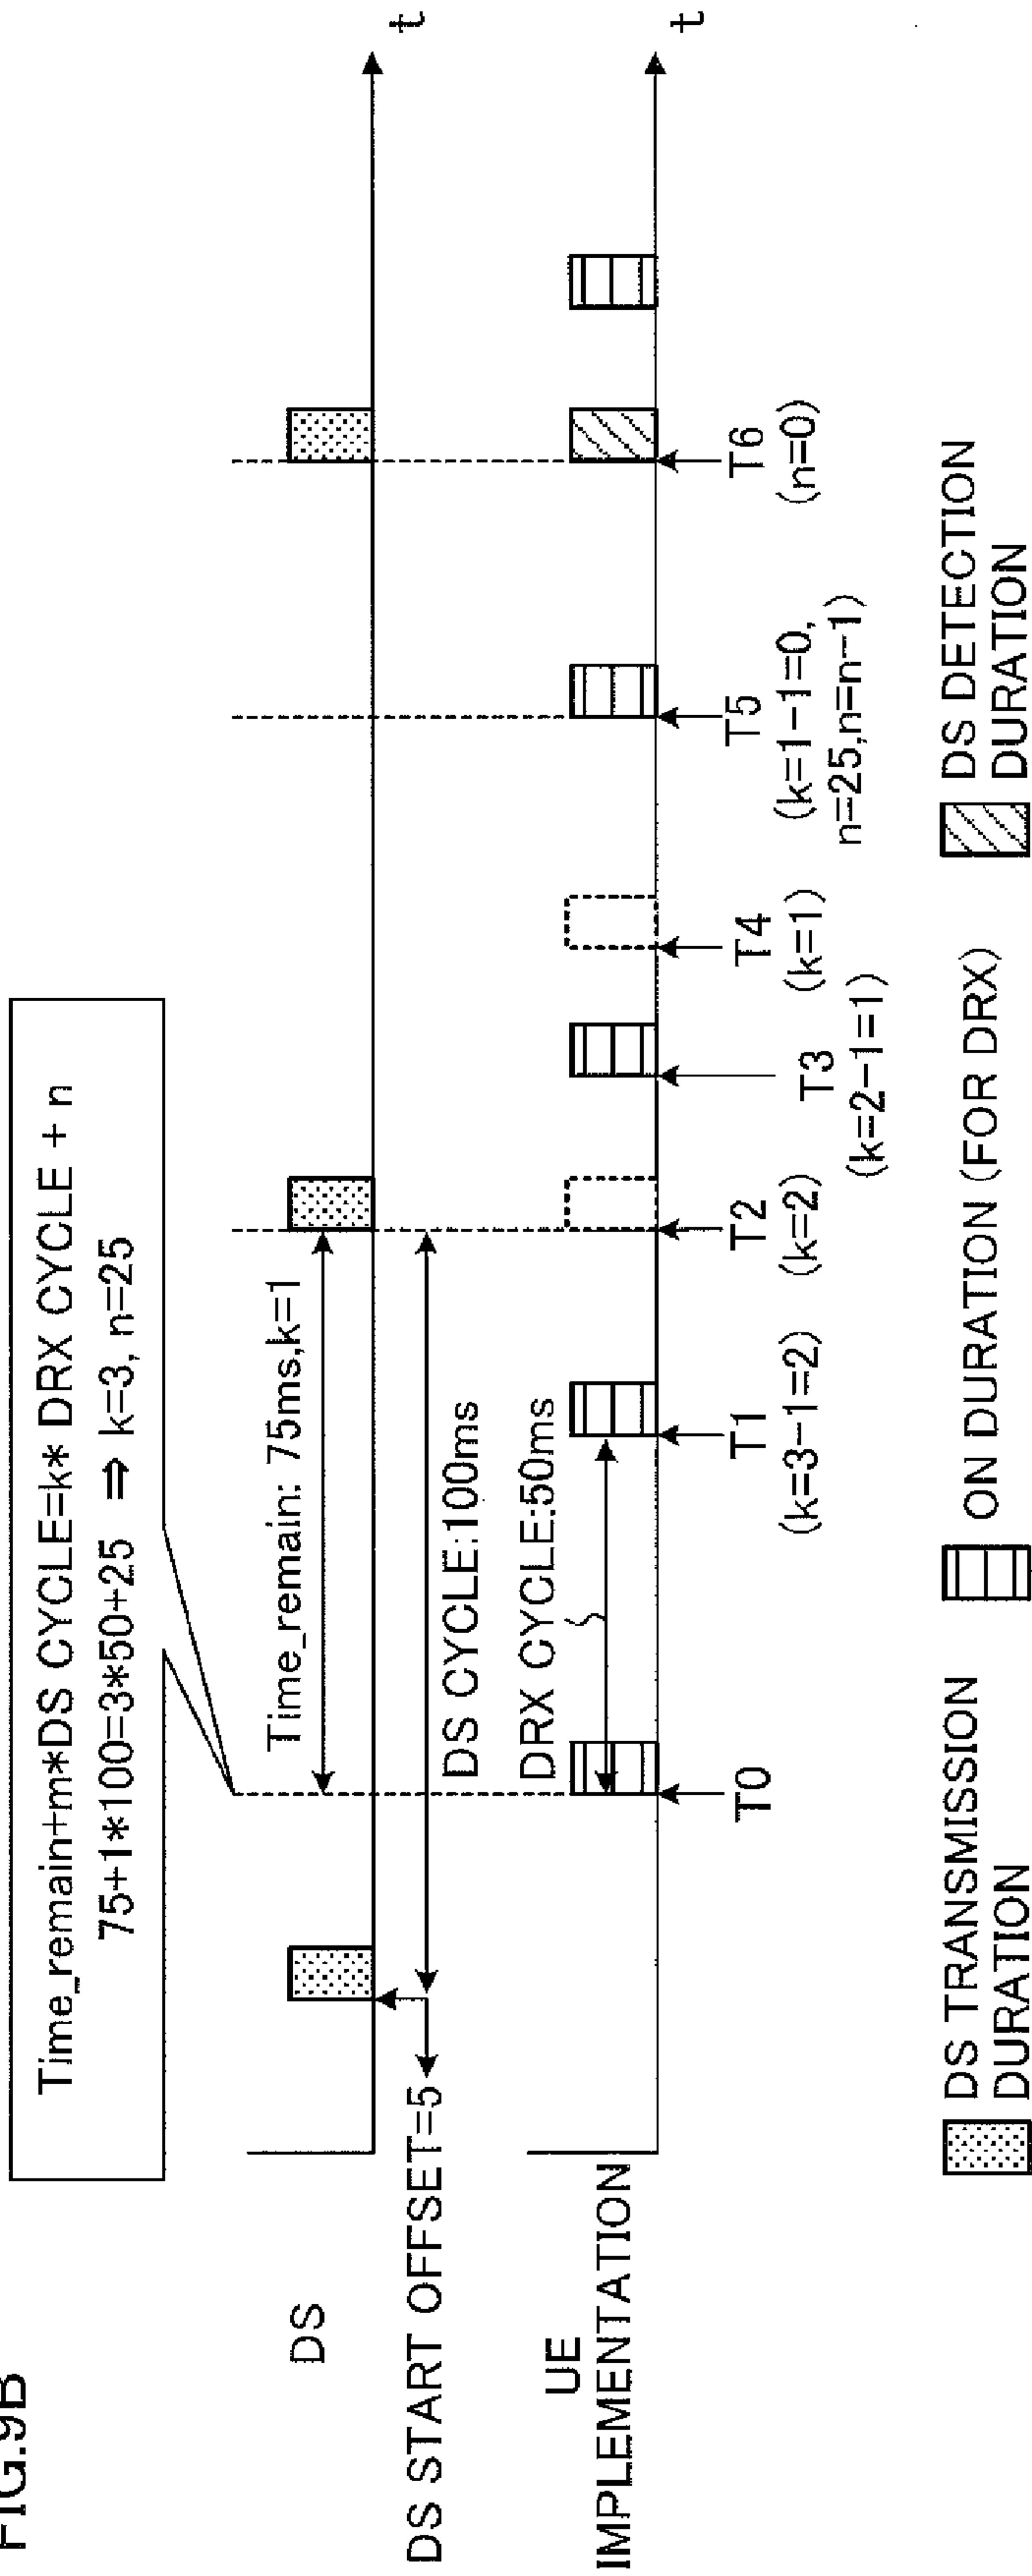 FIG.9B
Time_remain+m*DS CYCLE=k* DRX CYCLE + n
75+1*100=3*50+25 ⇒ k=3, n=25
DS
t
Time_remain: 75ms,k=1
DS START OFFSET=5
DS CYCLE:100ms
DRX CYCLE:50ms
UE
IMPLEMENTATION
t
T0
T1
(k=3-1=2)
T2
(k=2)
T3
(k=2-1=1)
T4
(k=1)
T5
(k=1-1=0,
n=25,n=n-1)
T6
(n=0)
DS TRANSMISSION
DURATION
ON DURATION (FOR DRX)
DS DETECTION
DURATION